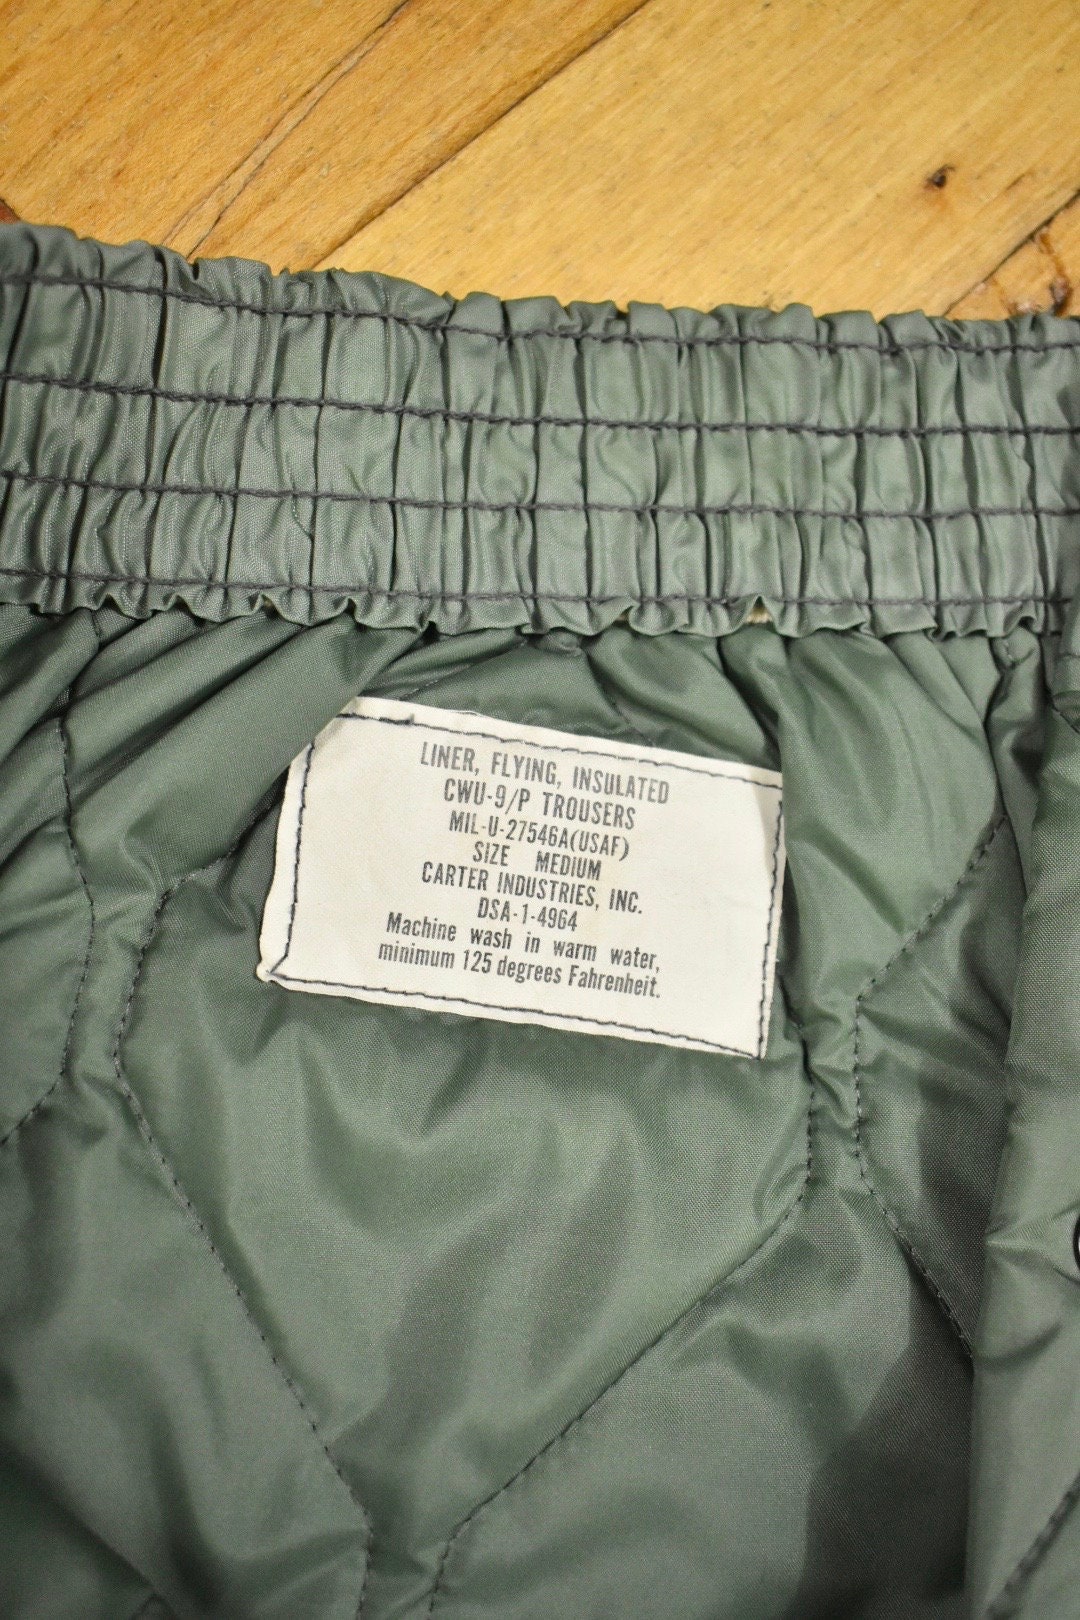 LINER, FLYING, INSULATED
CWU-9/P TROUSERS
MIL-U-27546A(USAF)
SIZE MEDIUM
CARTER INDUSTRIES, INC.
DSA-1-4964
Machine wash in warm water,
minimum 125 degrees Fahrenheit.